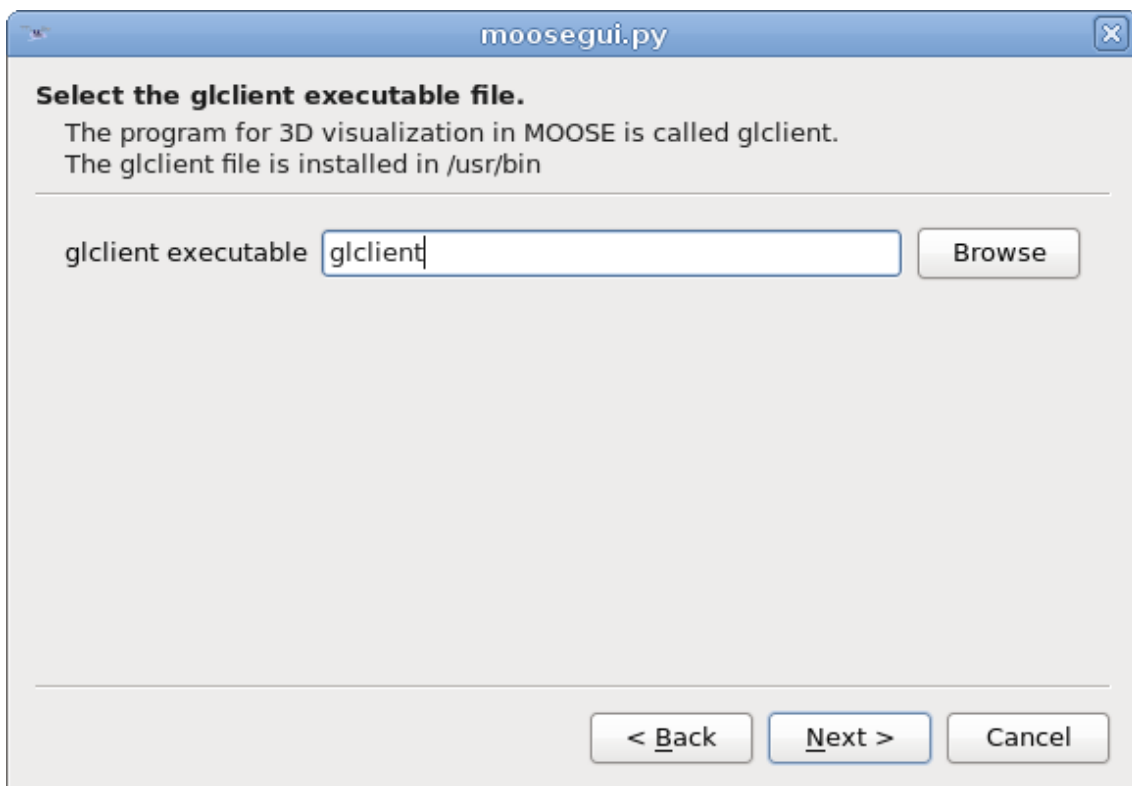 moosegui.py
Select the glclient executable file.
The program for 3D visualization in MOOSE is called glclient.
The glclient file is installed in /usr/bin
glclient executable glclient Browse
< Back Next > Cancel